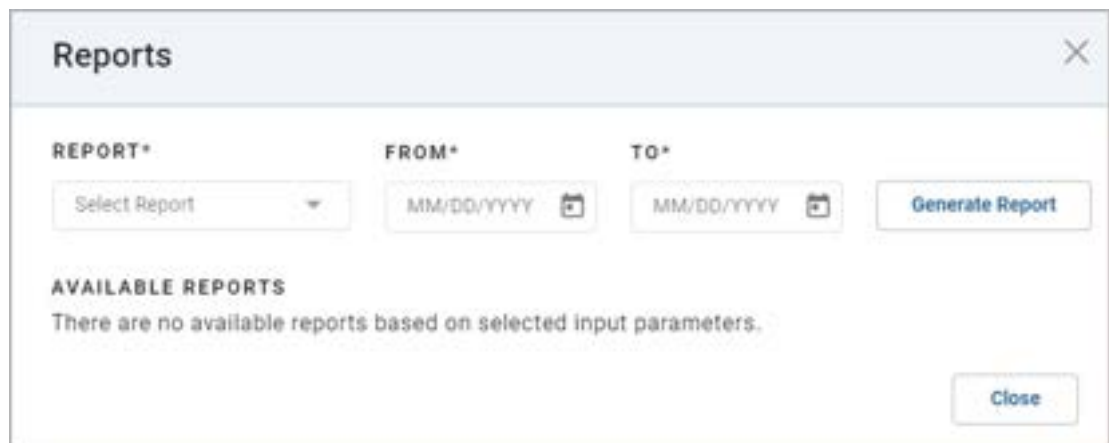 Reports
REPORT* FROM* TO*
Select Report MM/DD/YYYY MM/DD/YYYY Generate Report
AVAILABLE REPORTS
There are no available reports based on selected input parameters.
Close